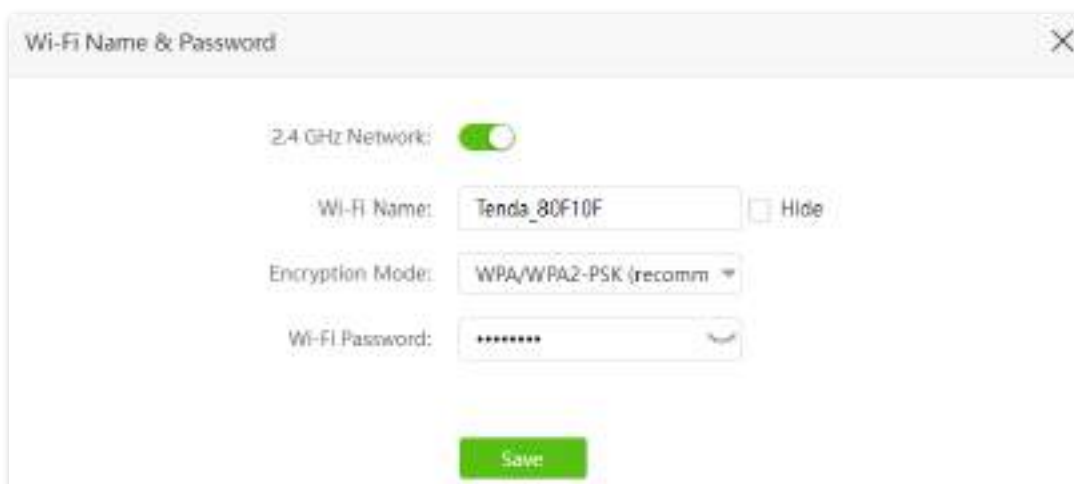 Wi-Fi Name & Password
2.4 GHz Network:
Wi-Fi Name: Tenda_80F10F Hide
Encryption Mode: WPA/WPA2-PSK (recomm
Wi-Fi Password: ••••••••
Save